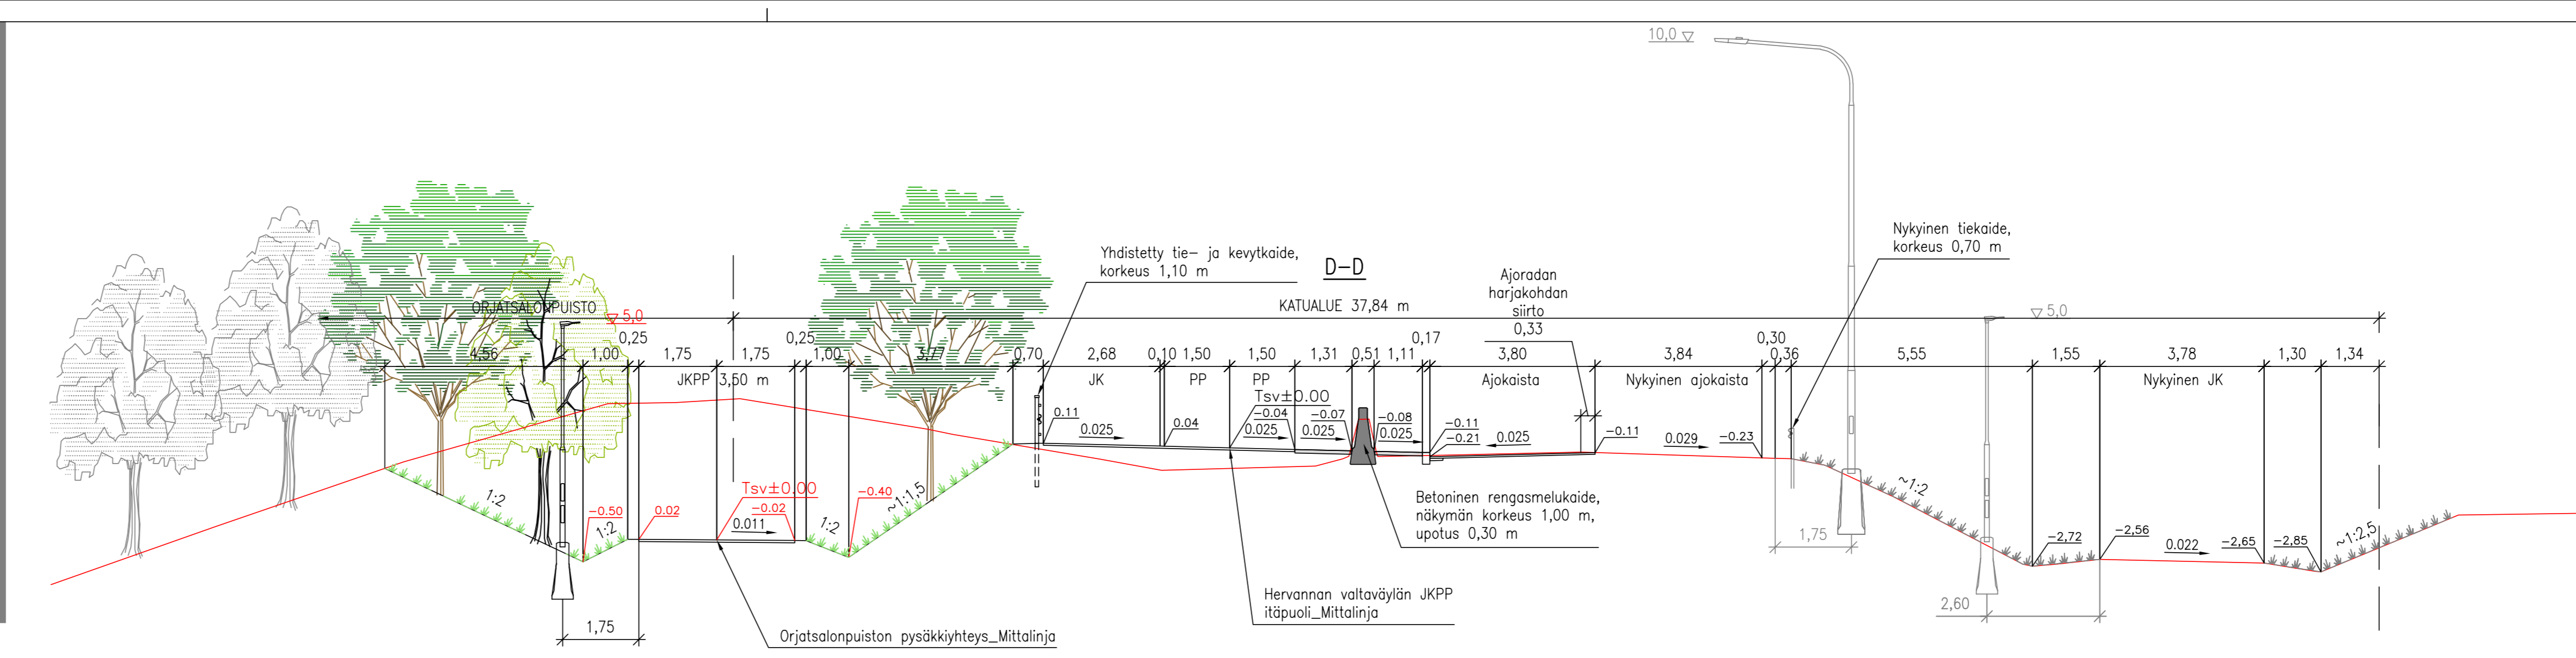 10,0
Nykyinen tiekaide,
korkeus 0,70 m
Yhdistetty tie- ja kevytkaide,
korkeus 1,10 m
D-D
Ajoradan
harjakohdan
siirto
0,33
ORJATSALONPUISTO
KATUALUE 37,84 m
5,0
5,0
4,56 1,00 0,25 1,75 1,75 0,25 1,00 3,77 0,70 2,68 0,10 1,50 1,50 1,31 0,51 1,11 0,17 3,80 3,84 0,30 0,36 5,55 1,55 3,78 1,30 1,34
JKPP 3,50 m
JK
PP
PP
Ajokaista
Nykyinen ajokaista
Nykyinen JK
Tsv±0.00
0.11
0.025
0.04
-0.04
0.025
-0.07
0.025
-0.08
0.025
-0.11
-0.21
0.025
-0.11
0.029
-0.23
1:2
-0.50
1:2
0.02
Tsv±0.00
-0.02
0.011
1:2
-0.40
~1:1,5
~1:2
-2,72
-2,56
0.022
-2,65
-2,85
~1:2,5
Betoninen rengasmelukaide,
näkymän korkeus 1,00 m,
upotus 0,30 m
1,75
2,60
Hervannan valtaväylän JKPP
itäpuoli_Mittalinja
1,75
Orjatsalonpuiston pysäkkiyhteys_Mittalinja